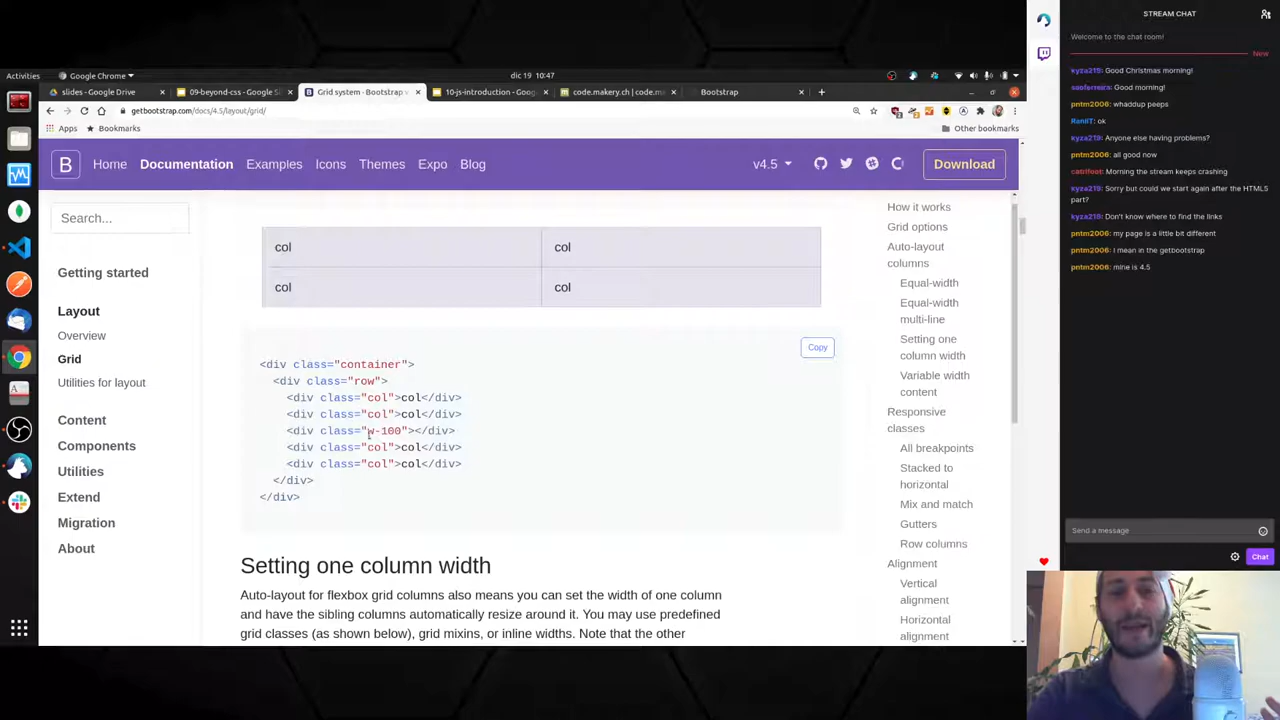 Activities
Google Chrome
dic 19 10:47
slides - Google Drive
09-beyond-css - Google Sl
Grid system · Bootstrap v
10-js-introduction - Goog
code.makery.ch | code.mak
Bootstrap
getbootstrap.com/docs/4.5/layout/grid/
Apps
Bookmarks
Other bookmarks
B
Home
Documentation
Examples
Icons
Themes
Expo
Blog
v4.5
Download
Search...
Getting started
Layout
Overview
Grid
Utilities for layout
Content
Components
Utilities
Extend
Migration
About
col col
col col
Copy
<div class="container">
<div class="row">
<div class="col">col</div>
<div class="col">col</div>
<div class="w-100"></div>
<div class="col">col</div>
<div class="col">col</div>
</div>
</div>
Setting one column width
Auto-layout for flexbox grid columns also means you can set the width of one column
and have the sibling columns automatically resize around it. You may use predefined
grid classes (as shown below), grid mixins, or inline widths. Note that the other
How it works
Grid options
Auto-layout
columns
Equal-width
Equal-width
multi-line
Setting one
column width
Variable width
content
Responsive
classes
All breakpoints
Stacked to
horizontal
Mix and match
Gutters
Row columns
Alignment
Vertical
alignment
Horizontal
alignment
STREAM CHAT
Welcome to the chat room!
New
Good Christmas morning!
Good morning!
pntm2006: whaddup peeps
ok
Anyone else having problems?
pntm2006: all good now
Morning the stream keeps crashing
Sorry but could we start again after the HTML5
part?
Don't know where to find the links
pntm2006: my page is a little bit different
pntm2006: I mean in the getbootstrap
pntm2006: mine is 4.5
Send a message
Chat